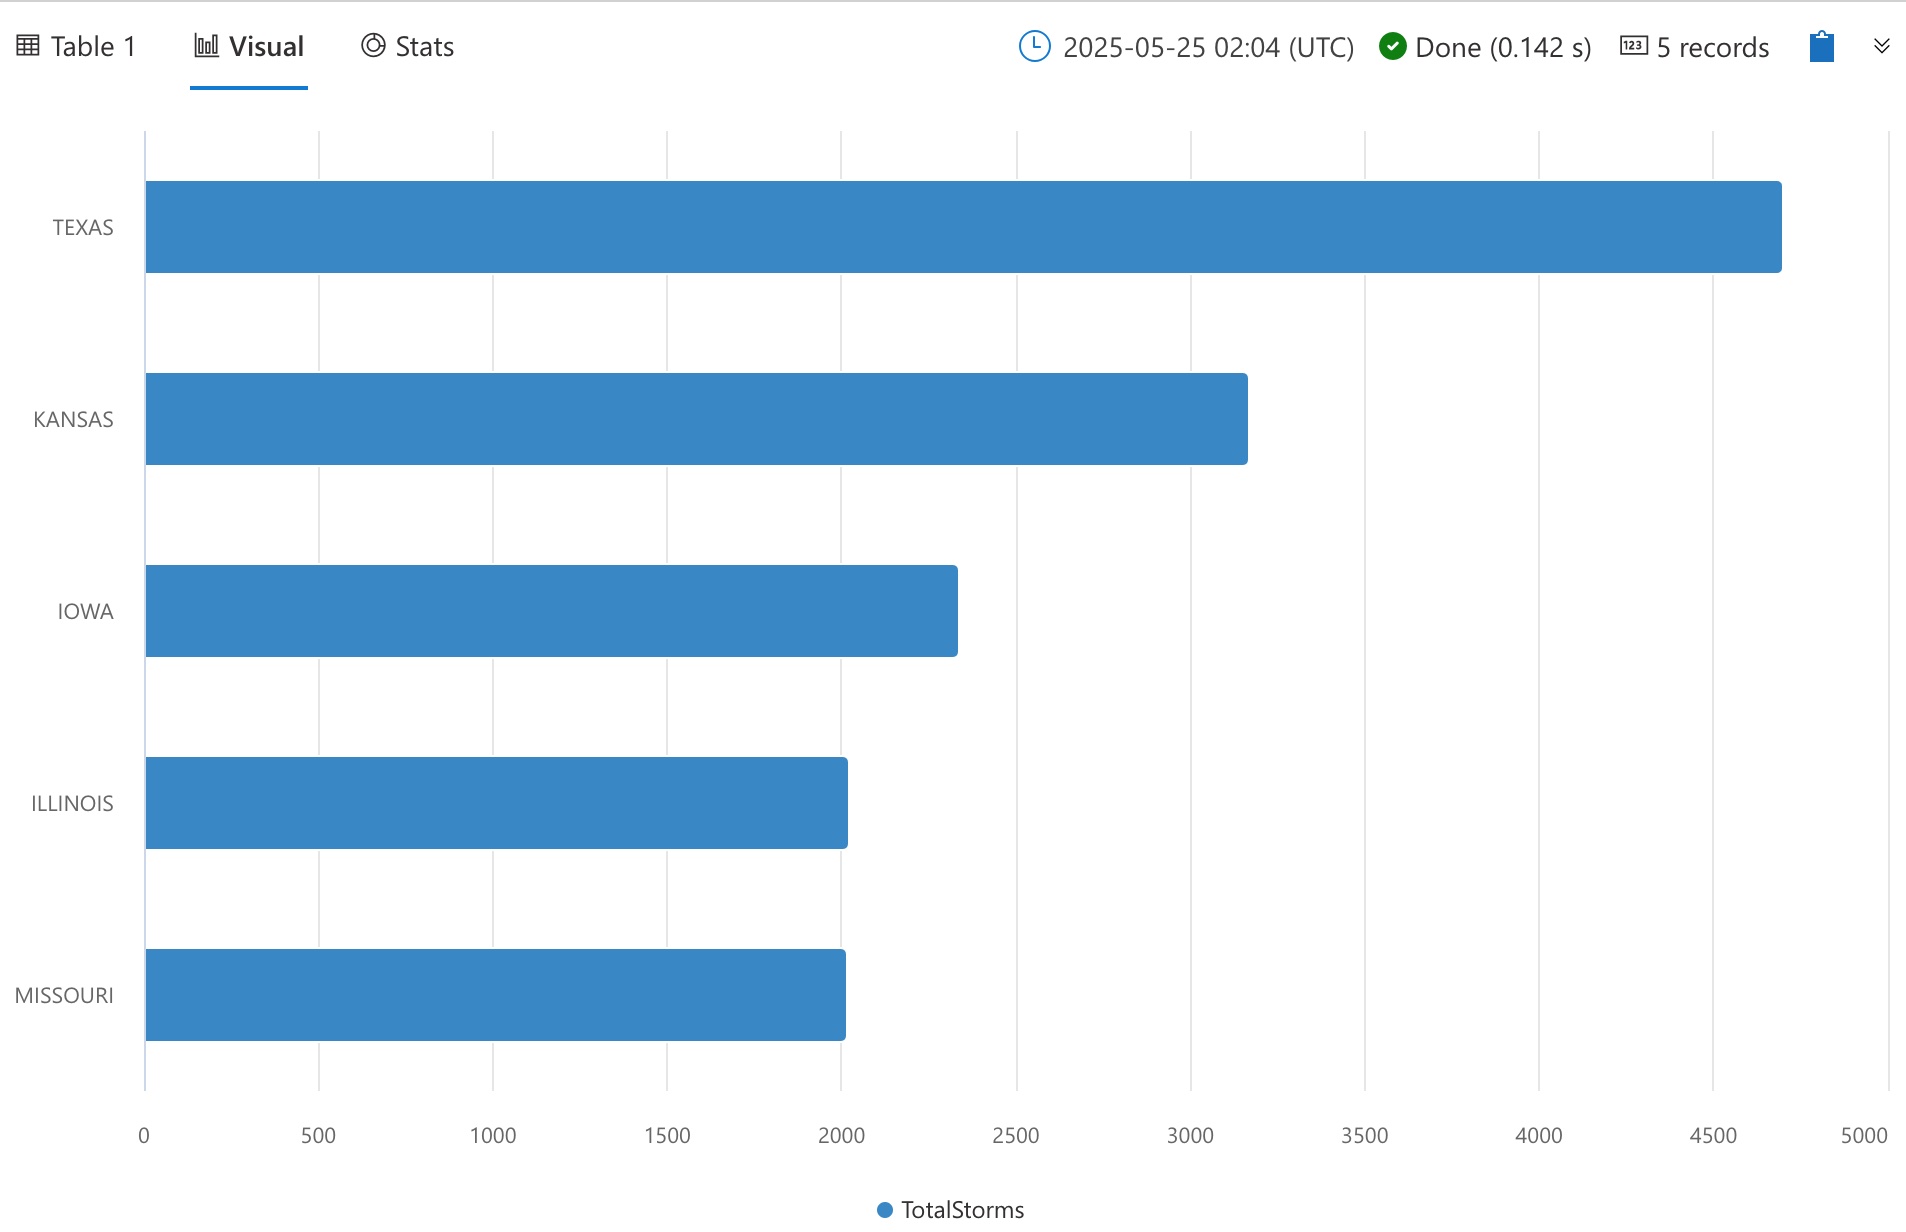 Table 1 Visual Stats 2025-05-25 02:04 (UTC) Done (0.142 s) 123 5 records
TEXAS
KANSAS
IOWA
ILLINOIS
MISSOURI
0 500 1000 1500 2000 2500 3000 3500 4000 4500 5000
TotalStorms